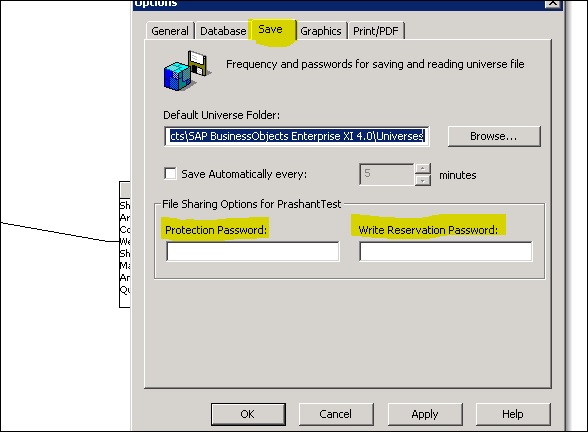 Options
General Database Save Graphics Print/PDF
Frequency and passwords for saving and reading universe file
Default Universe Folder:
cts\SAP BusinessObjects Enterprise XI 4.0\Universes
Browse...
Save Automatically every: 5 minutes
File Sharing Options for PrashantTest
Protection Password: Write Reservation Password:
Sh
Ar
Co
We
Sh
Ma
Ar
Qu
OK Cancel Apply Help